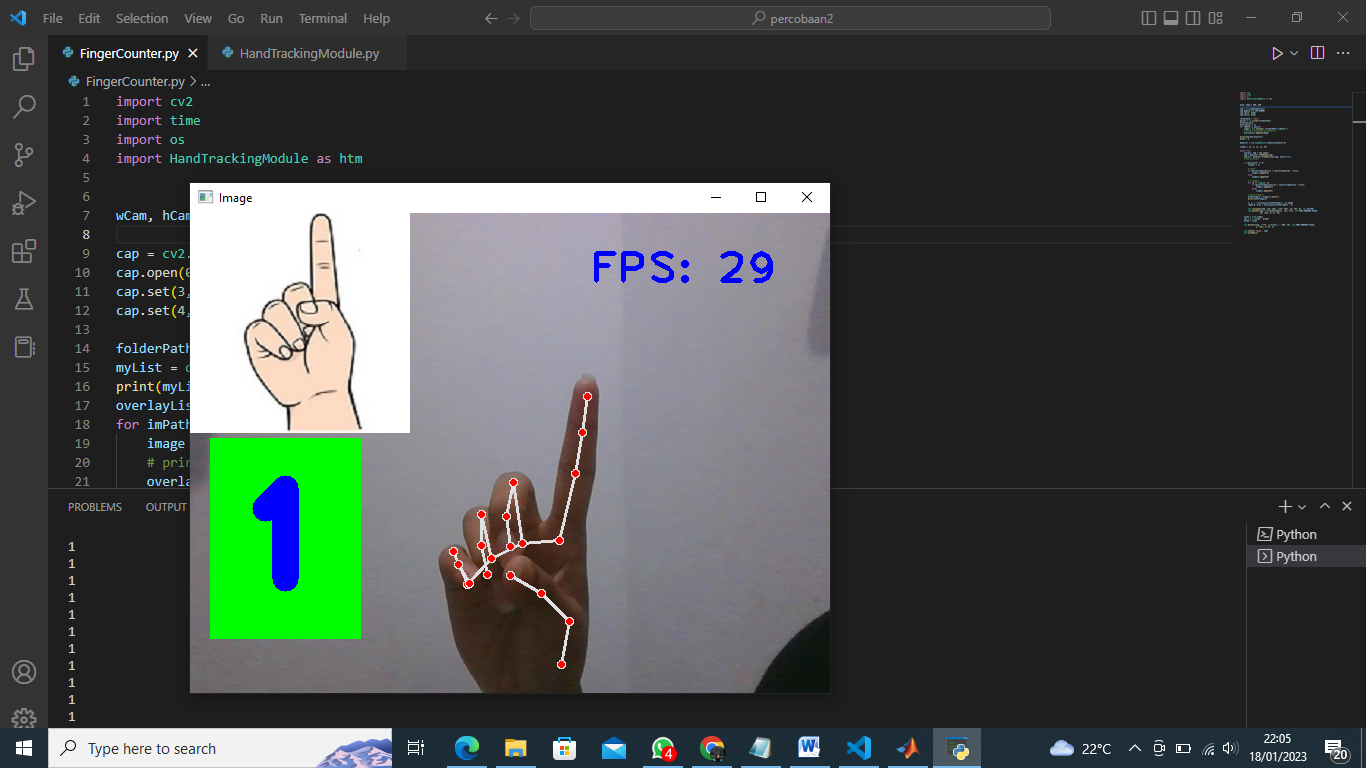 File Edit Selection View Go Run Terminal Help
percobaan2
FingerCounter.py
HandTrackingModule.py
FingerCounter.py > ...
1 import cv2
2 import time
3 import os
4 import HandTrackingModule as htm
5
6
7 wCam, hCam
8
9 cap = cv2.
10 cap.open(
11 cap.set(3,
12 cap.set(4,
13
14 folderPath
15 myList =
16 print(myLi
17 overlayLis
18 for imPath
19 image
20 # prin
21 overla
Image
FPS: 29
1
PROBLEMS OUTPUT
1
1
1
1
1
1
1
1
1
1
1
Python
Python
Type here to search
4
22°C
22:05
18/01/2023
20